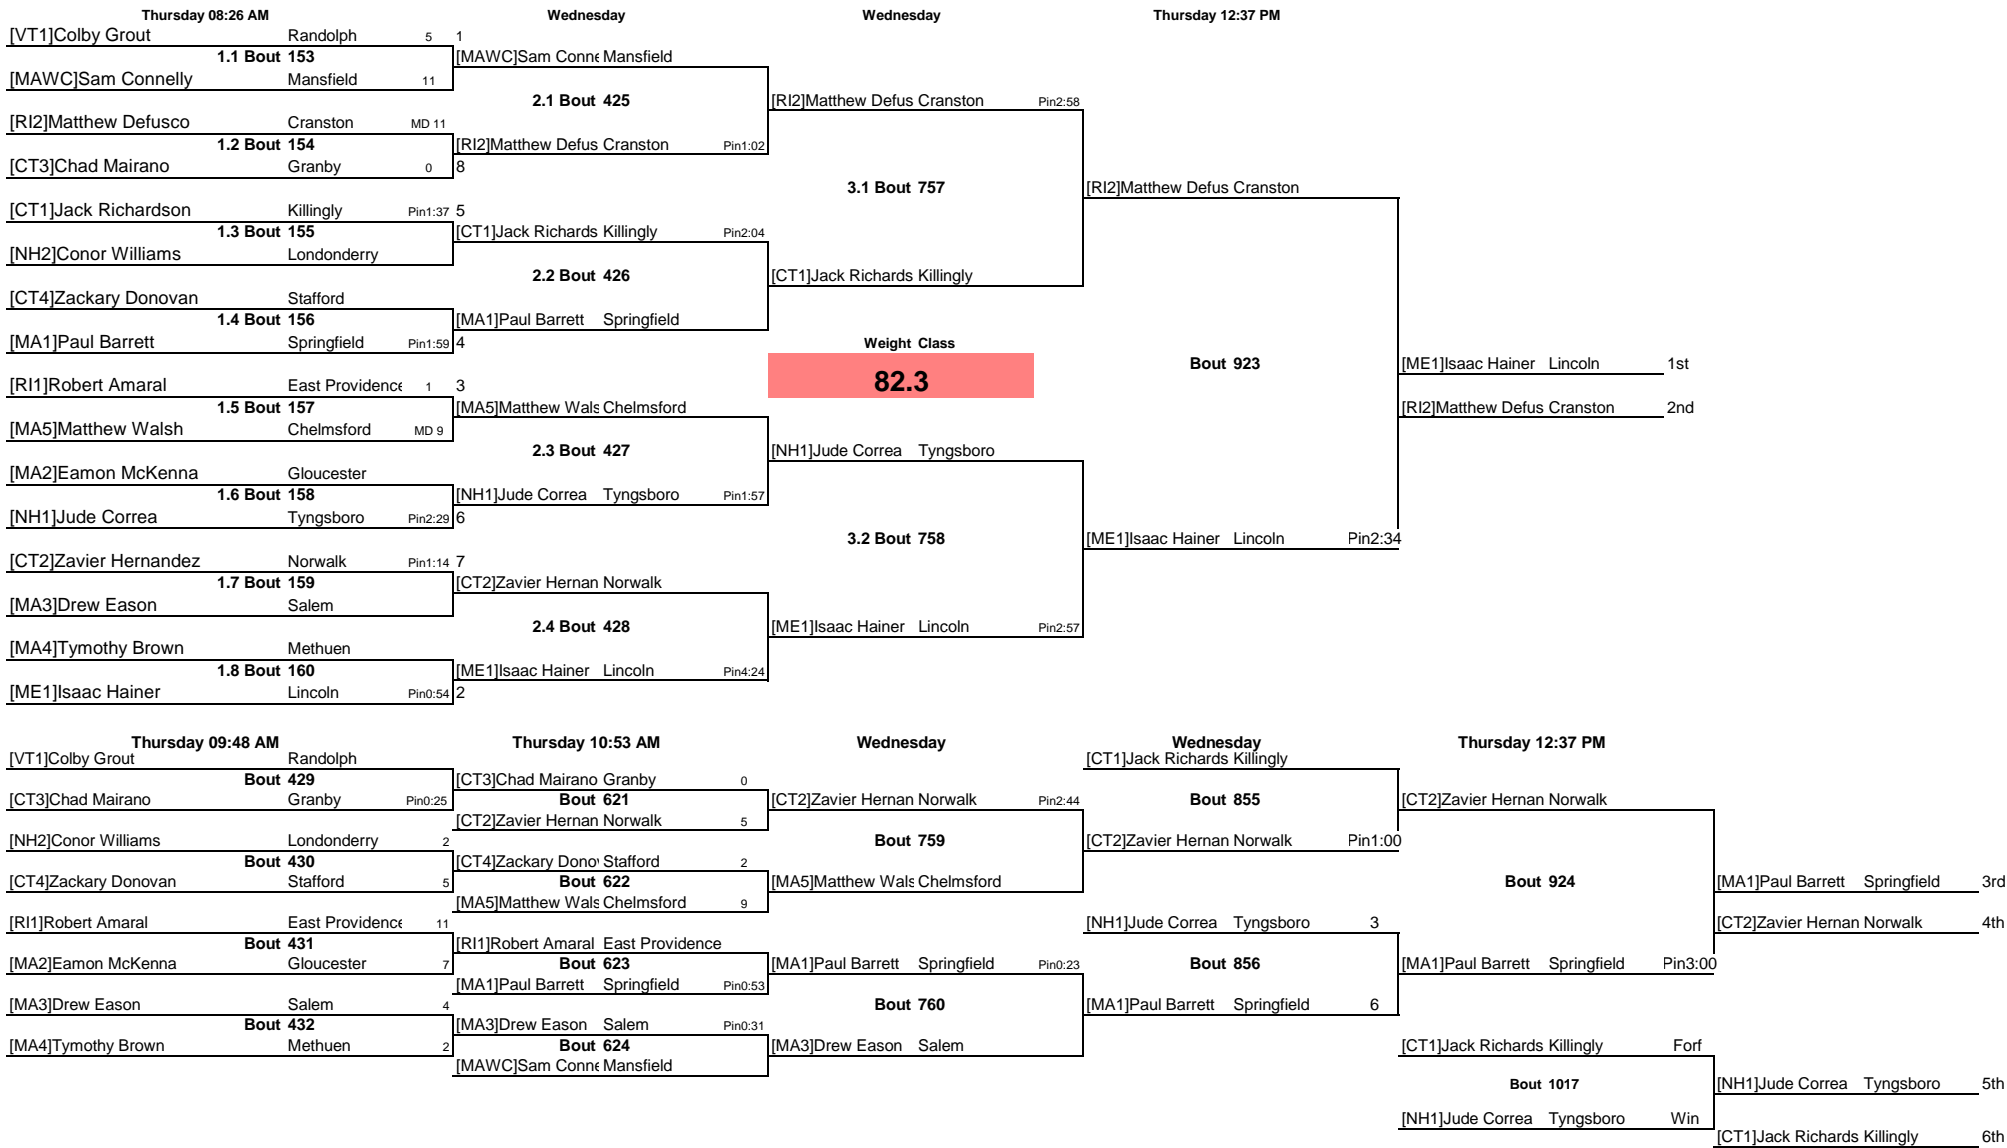 Thursday 08:26 AM Wednesday Wednesday Thursday 12:37 PM
[VT1]Colby Grout Randolph 5 1
1.1 Bout 153 [MAWC]Sam Conne Mansfield
[MAWC]Sam Connelly Mansfield 11
2.1 Bout 425 [RI2]Matthew Defus Cranston Pin2:58
[RI2]Matthew Defusco Cranston MD 11
1.2 Bout 154 [RI2]Matthew Defus Cranston Pin1:02
[CT3]Chad Mairano Granby 0 8
3.1 Bout 757 [RI2]Matthew Defus Cranston
[CT1]Jack Richardson Killingly Pin1:37 5
1.3 Bout 155 [CT1]Jack Richards Killingly Pin2:04
[NH2]Conor Williams Londonderry
2.2 Bout 426 [CT1]Jack Richards Killingly
[CT4]Zackary Donovan Stafford
1.4 Bout 156 [MA1]Paul Barrett Springfield
[MA1]Paul Barrett Springfield Pin1:59 4 Weight Class
Bout 923 [ME1]Isaac Hainer Lincoln 1st
[RI1]Robert Amaral East Providence 1 3 82.3
1.5 Bout 157 [MA5]Matthew Wals Chelmsford [RI2]Matthew Defus Cranston 2nd
[MA5]Matthew Walsh Chelmsford MD 9
2.3 Bout 427 [NH1]Jude Correa Tyngsboro
[MA2]Eamon McKenna Gloucester
1.6 Bout 158 [NH1]Jude Correa Tyngsboro Pin1:57
[NH1]Jude Correa Tyngsboro Pin2:29 6
3.2 Bout 758 [ME1]Isaac Hainer Lincoln Pin2:34
[CT2]Zavier Hernandez Norwalk Pin1:14 7
1.7 Bout 159 [CT2]Zavier Hernan Norwalk
[MA3]Drew Eason Salem
2.4 Bout 428 [ME1]Isaac Hainer Lincoln Pin2:57
[MA4]Tymothy Brown Methuen
1.8 Bout 160 [ME1]Isaac Hainer Lincoln Pin4:24
[ME1]Isaac Hainer Lincoln Pin0:54 2
Thursday 09:48 AM Thursday 10:53 AM Wednesday Wednesday Thursday 12:37 PM
[VT1]Colby Grout Randolph [CT1]Jack Richards Killingly
Bout 429 [CT3]Chad Mairano Granby 0
[CT3]Chad Mairano Granby Pin0:25 Bout 621 [CT2]Zavier Hernan Norwalk Pin2:44 Bout 855 [CT2]Zavier Hernan Norwalk
[CT2]Zavier Hernan Norwalk 5
[NH2]Conor Williams Londonderry 2 Bout 759 [CT2]Zavier Hernan Norwalk Pin1:00
Bout 430 [CT4]Zackary Dono Stafford 2
[CT4]Zackary Donovan Stafford 5 Bout 622 [MA5]Matthew Wals Chelmsford Bout 924 [MA1]Paul Barrett Springfield 3rd
[MA5]Matthew Wals Chelmsford 9
[RI1]Robert Amaral East Providence 11 [NH1]Jude Correa Tyngsboro 3 [CT2]Zavier Hernan Norwalk 4th
Bout 431 [RI1]Robert Amaral East Providence
[MA2]Eamon McKenna Gloucester 7 Bout 623 [MA1]Paul Barrett Springfield Pin0:23 Bout 856 [MA1]Paul Barrett Springfield Pin3:00
[MA1]Paul Barrett Springfield Pin0:53
[MA3]Drew Eason Salem 4 Bout 760 [MA1]Paul Barrett Springfield 6
Bout 432 [MA3]Drew Eason Salem Pin0:31
[MA4]Tymothy Brown Methuen 2 Bout 624 [MA3]Drew Eason Salem [CT1]Jack Richards Killingly Forf
[MAWC]Sam Conne Mansfield
Bout 1017 [NH1]Jude Correa Tyngsboro 5th
[NH1]Jude Correa Tyngsboro Win
[CT1]Jack Richards Killingly 6th